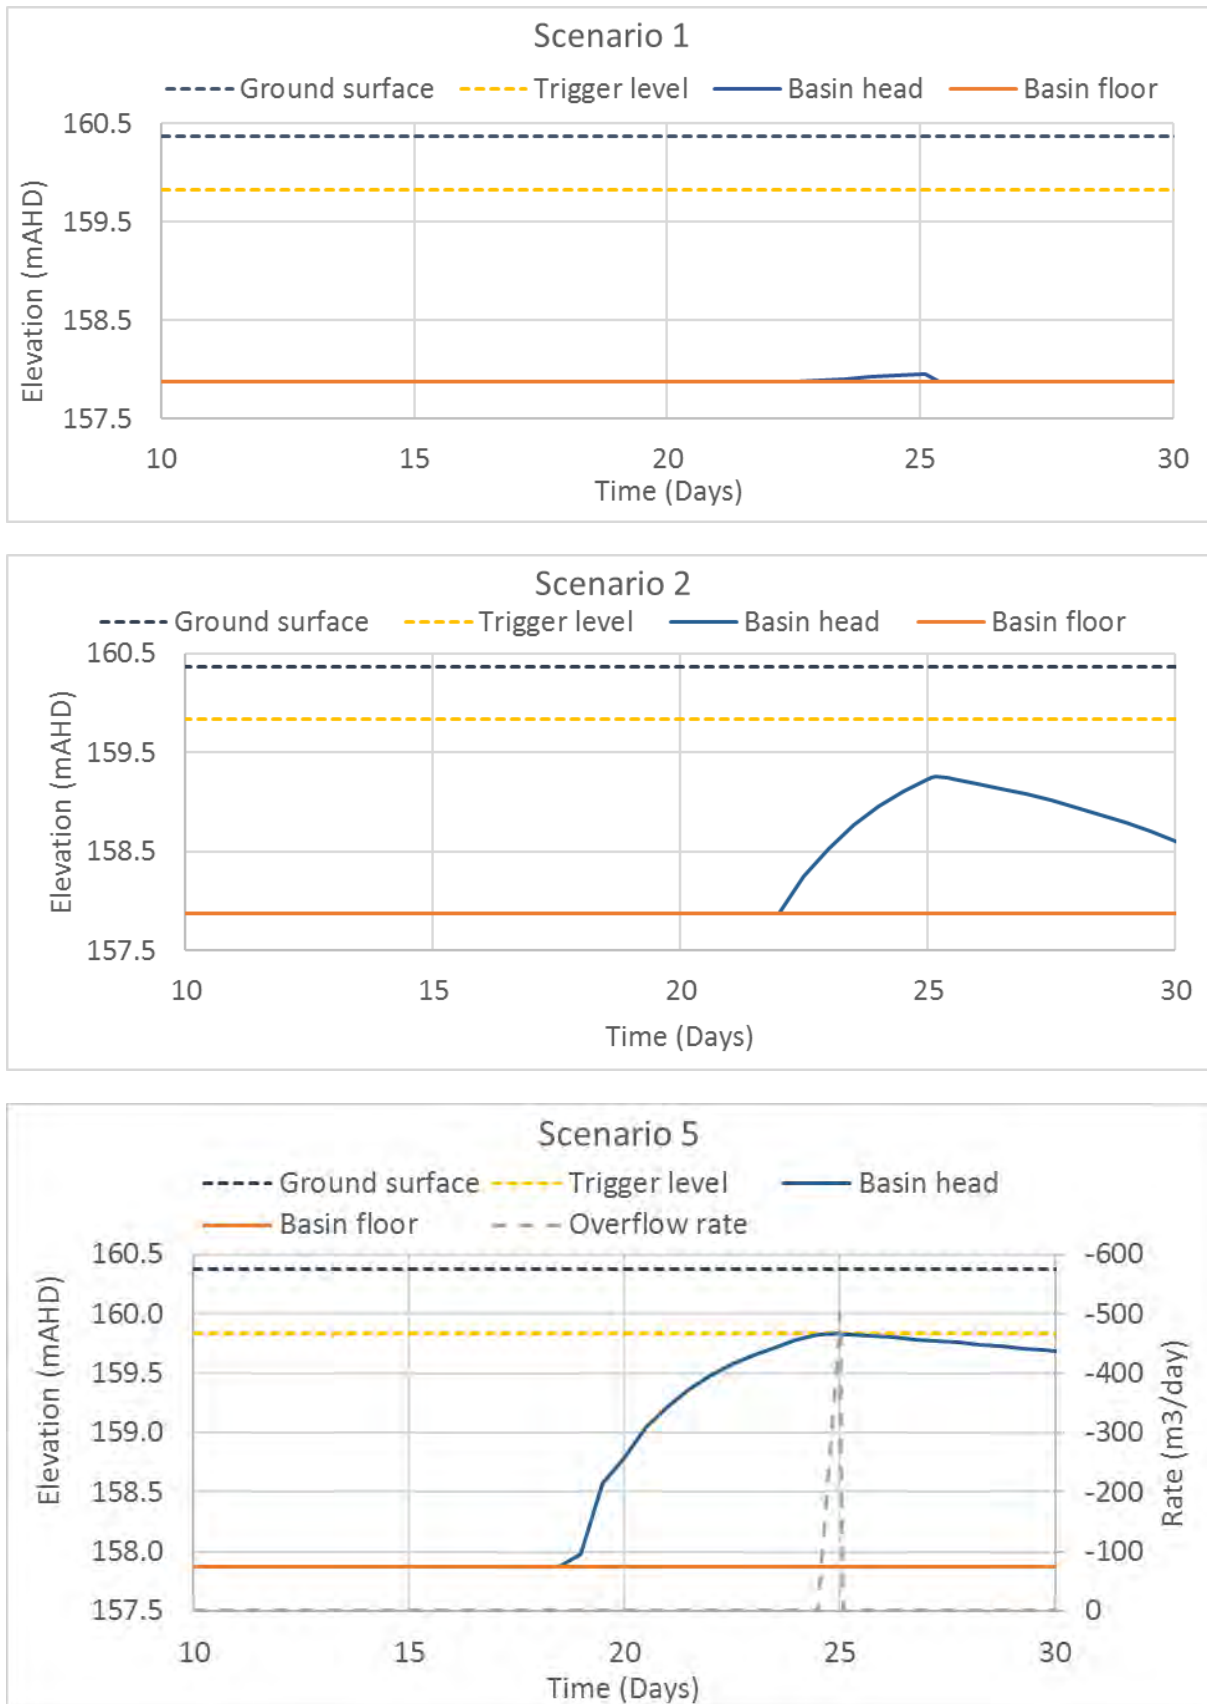 Scenario 1
Ground surface Trigger level Basin head Basin floor
160.5
159.5
158.5
157.5
Elevation (mAHD)
10 15 20 25 30
Time (Days)
Scenario 2
Ground surface Trigger level Basin head Basin floor
160.5
159.5
158.5
157.5
Elevation (mAHD)
10 15 20 25 30
Time (Days)
Scenario 5
Ground surface Trigger level Basin head
Basin floor Overflow rate
160.5 -600
160.0 -500
159.5 -400
159.0 -300
158.5 -200
158.0 -100
157.5 -0
Elevation (mAHD)
Rate (m3/day)
10 15 20 25 30
Time (Days)